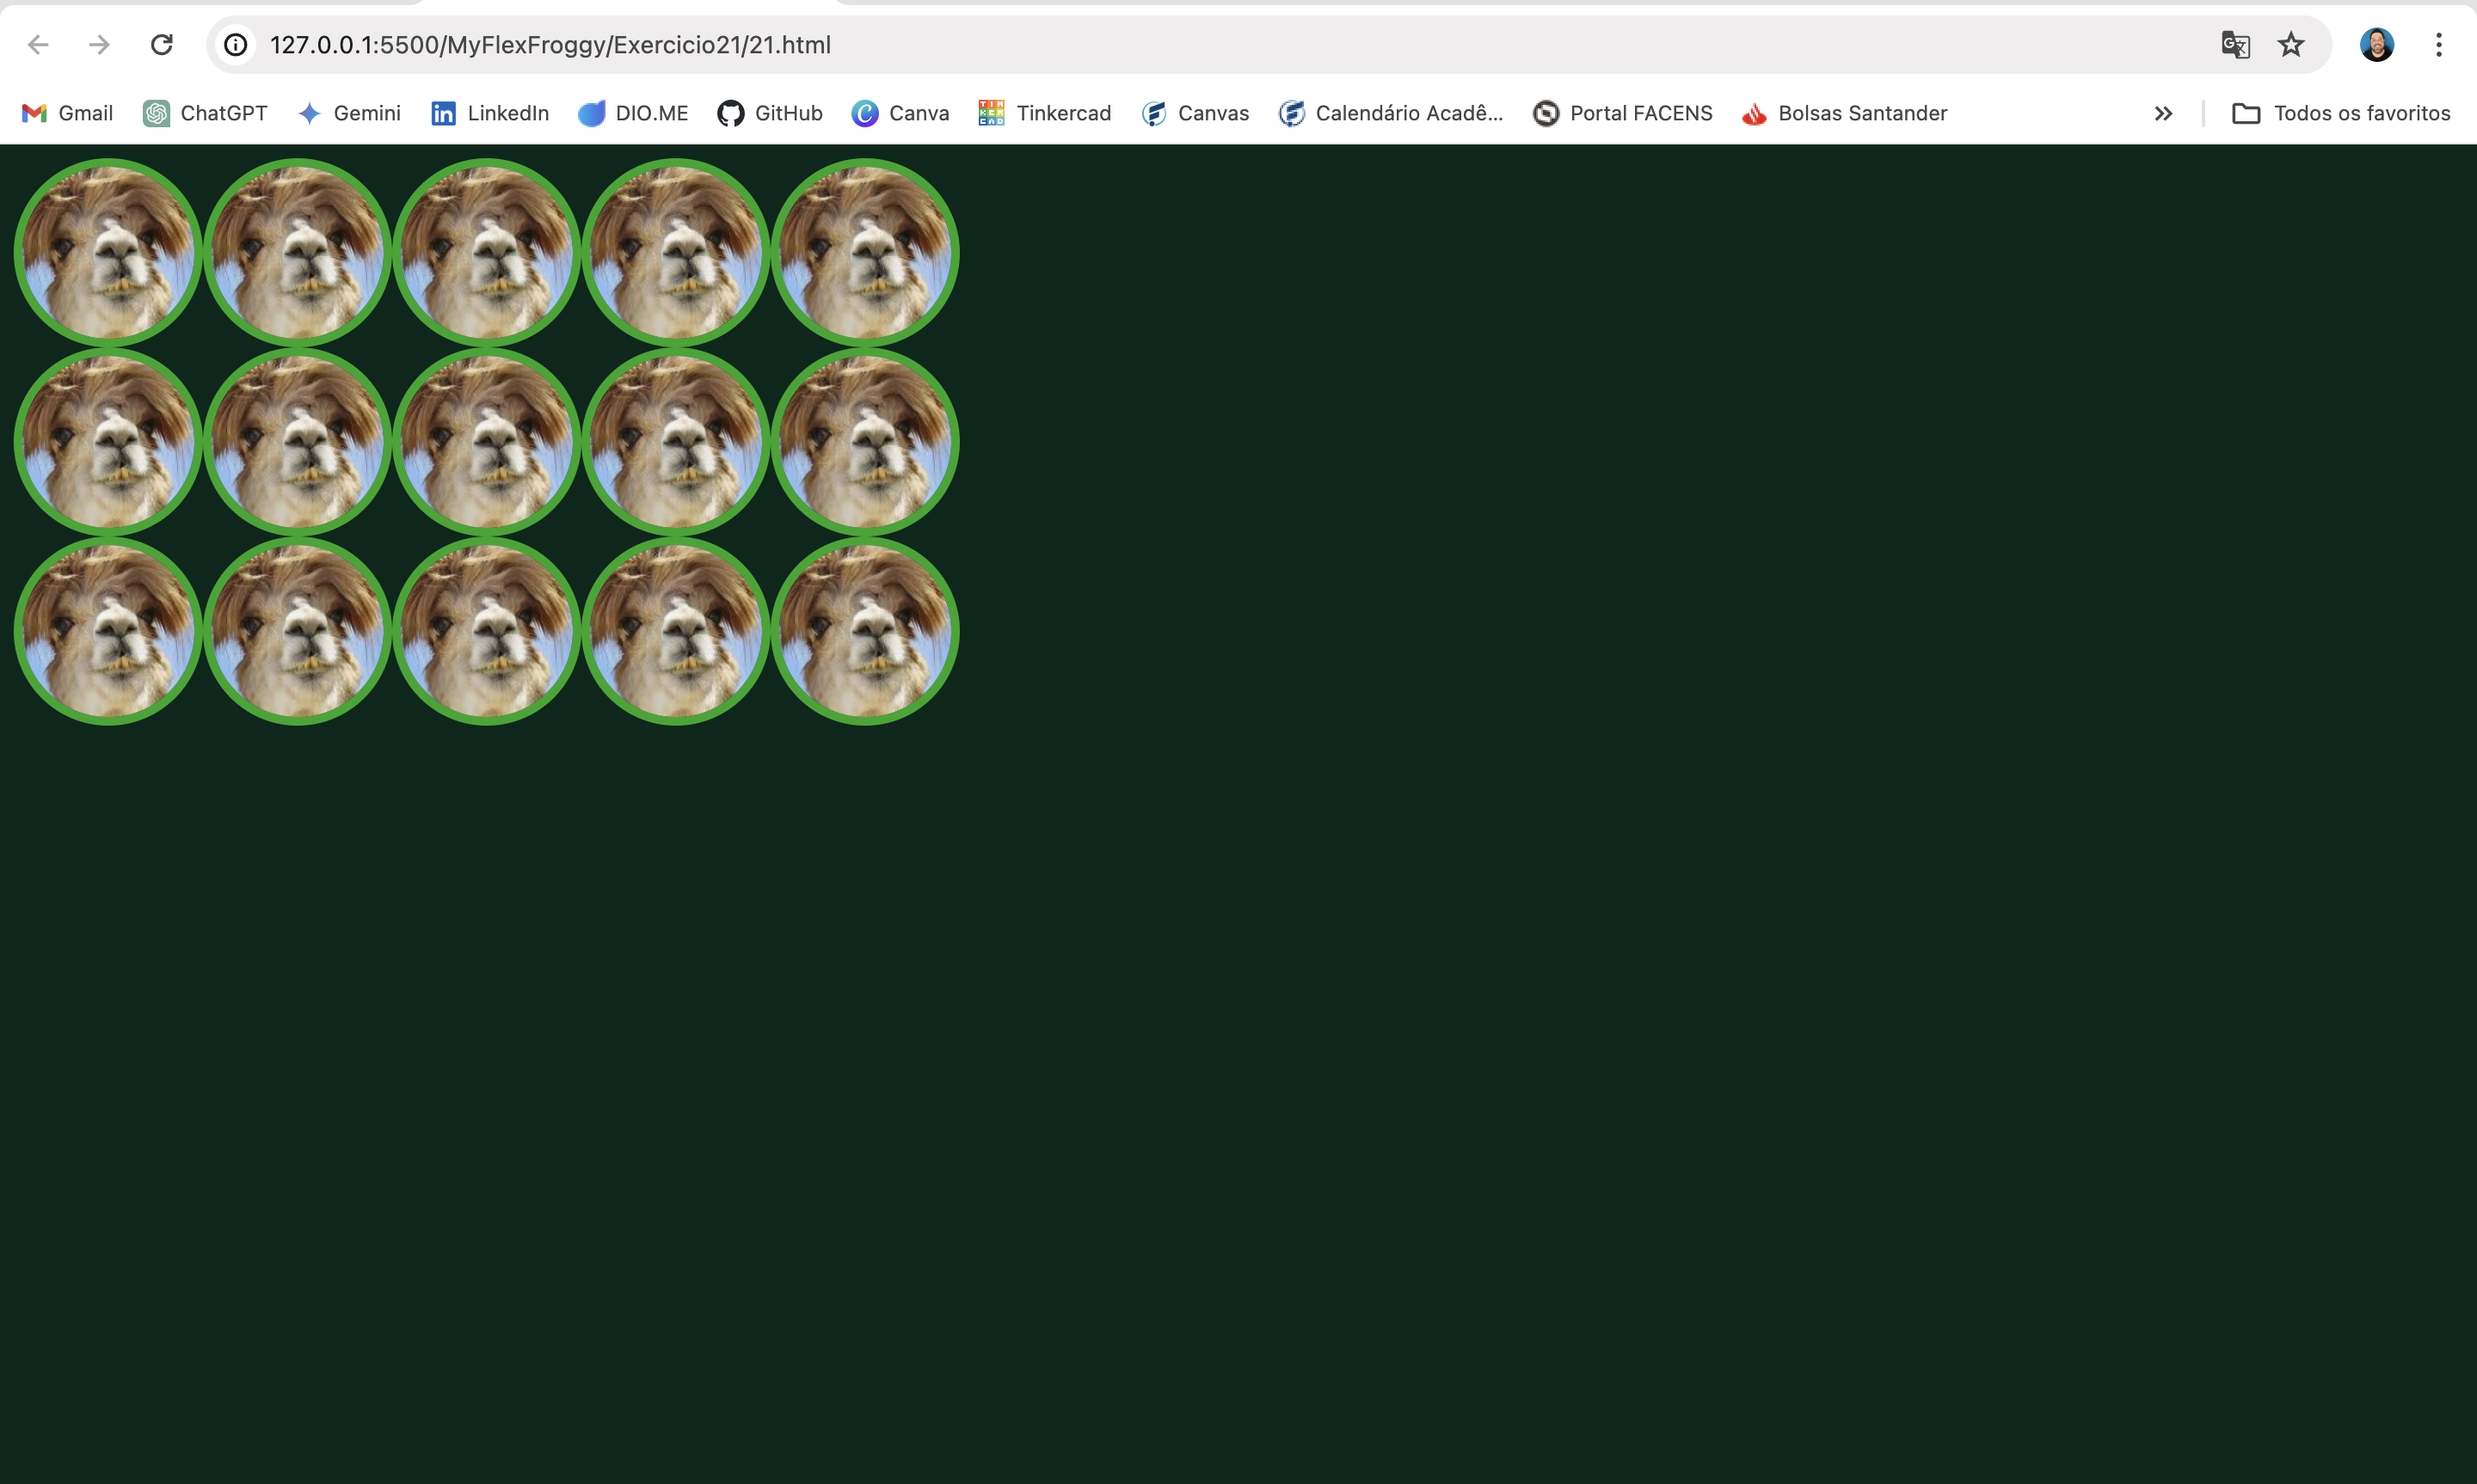 127.0.0.1:5500/MyFlexFroggy/Exercicio21/21.html
Gmail ChatGPT Gemini LinkedIn DIO.ME GitHub Canva Tinkercad Canvas Calendário Acadê... Portal FACENS Bolsas Santander Todos os favoritos